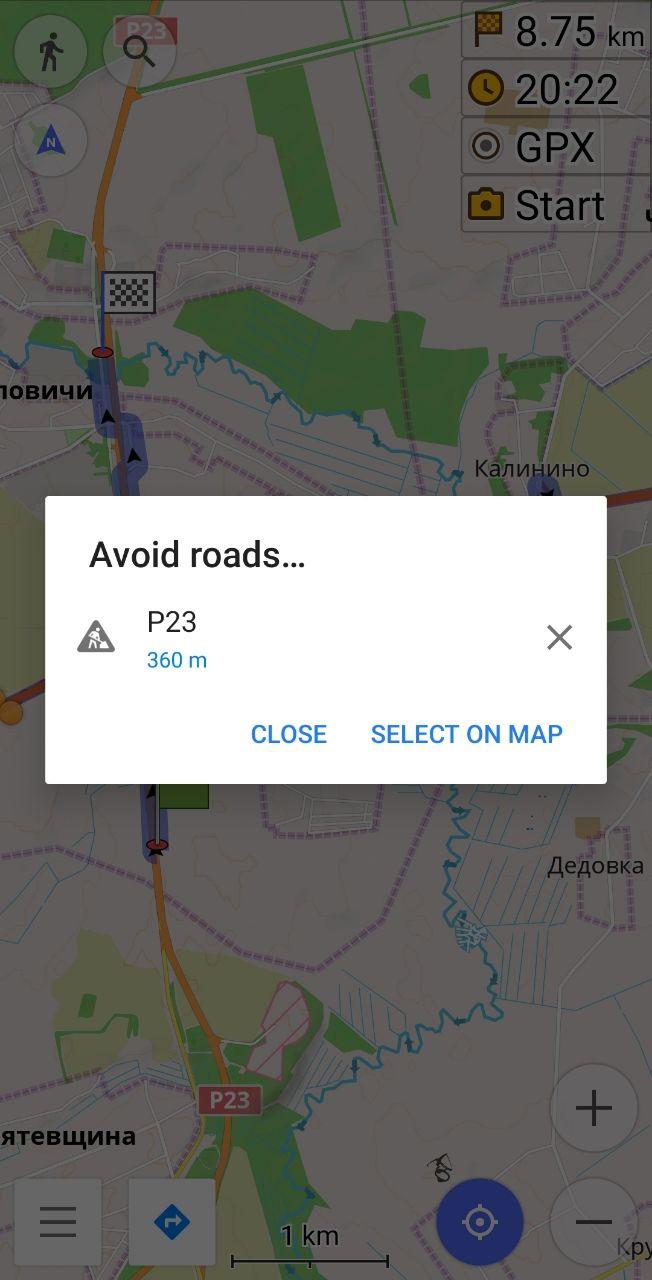 P23
8.75 km
20:22
N
GPX
Start
ловичи
Калинино
Avoid roads...
P23
360 m
CLOSE
SELECT ON MAP
Дедовка
P23
ятевщина
1 km
Кру